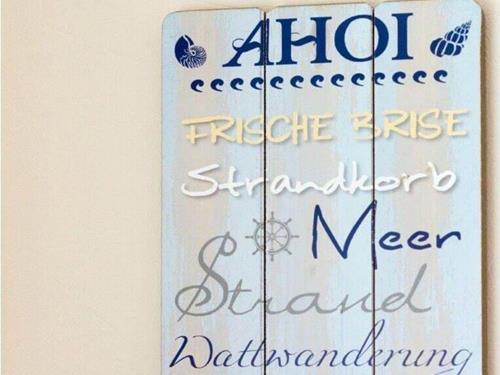 AHOI
FRISCHE BRISE
Strandkorb
Meer
Strand
Wattwanderung